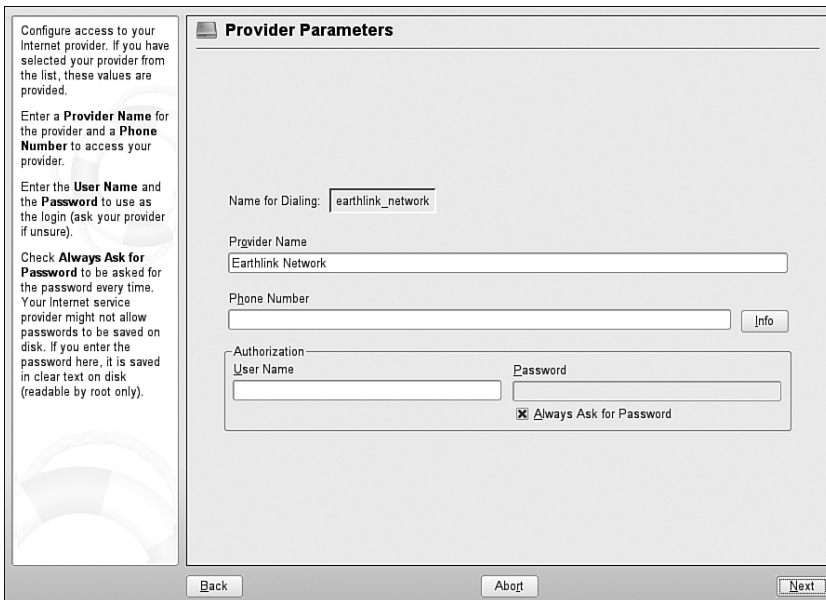 Configure access to your
Internet provider. If you have
selected your provider from
the list, these values are
provided.
Enter a Provider Name for
the provider and a Phone
Number to access your
provider.
Enter the User Name and
the Password to use as
the login (ask your provider
if unsure).
Check Always Ask for
Password to be asked for
the password every time.
Your Internet service
provider might not allow
passwords to be saved on
disk. If you enter the
password here, it is saved
in clear text on disk
(readable by root only).
Provider Parameters
Name for Dialing: earthlink_network
Provider Name
Earthlink Network
Phone Number
Info
Authorization
User Name
Password
Always Ask for Password
Back
Abort
Next